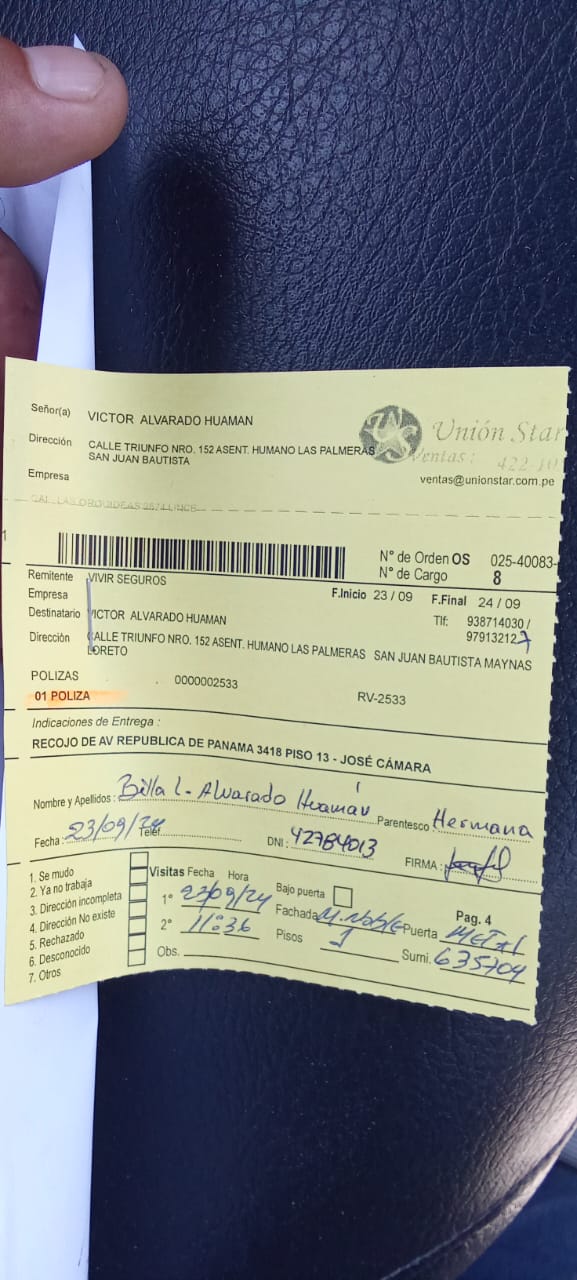 Señor(a) VICTOR ALVARADO HUAMAN
Unión Star
Dirección CALLE TRIUNFO NRO. 152 ASENT. HUMANO LAS PALMERAS
SAN JUAN BAUTISTA
Ventas: 422-10
Empresa
ventas@unionstar.com.pe
N° de Orden OS 025-40083-
N° de Cargo 8
Remitente VIVIR SEGUROS
Empresa
F.Inicio 23 / 09 F.Final 24 / 09
Destinatario VICTOR ALVARADO HUAMAN
Tlf: 938714030 /
979132127
Dirección CALLE TRIUNFO NRO. 152 ASENT. HUMANO LAS PALMERAS SAN JUAN BAUTISTA MAYNAS
LORETO
POLIZAS 0000002533 RV-2533
01 POLIZA
Indicaciones de Entrega :
RECOJO DE AV REPUBLICA DE PANAMA 3418 PISO 13 - JOSÉ CÁMARA
Nombre y Apellidos: L- Alvarado Huamán Parentesco Hermana
Fecha: 23/09/24 Telef. DNI: 42784013 FIRMA:
1. Se mudo
2. Ya no trabaja
3. Dirección incompleta
4. Dirección No existe
5. Rechazado
6. Desconocido
7. Otros
Visitas Fecha Hora Bajo puerta
Pag. 4
1° 23/09/24 Fachada M. Noble Puerta Metal
2° 11:36 Pisos 1 Sumi. 635704
Obs.